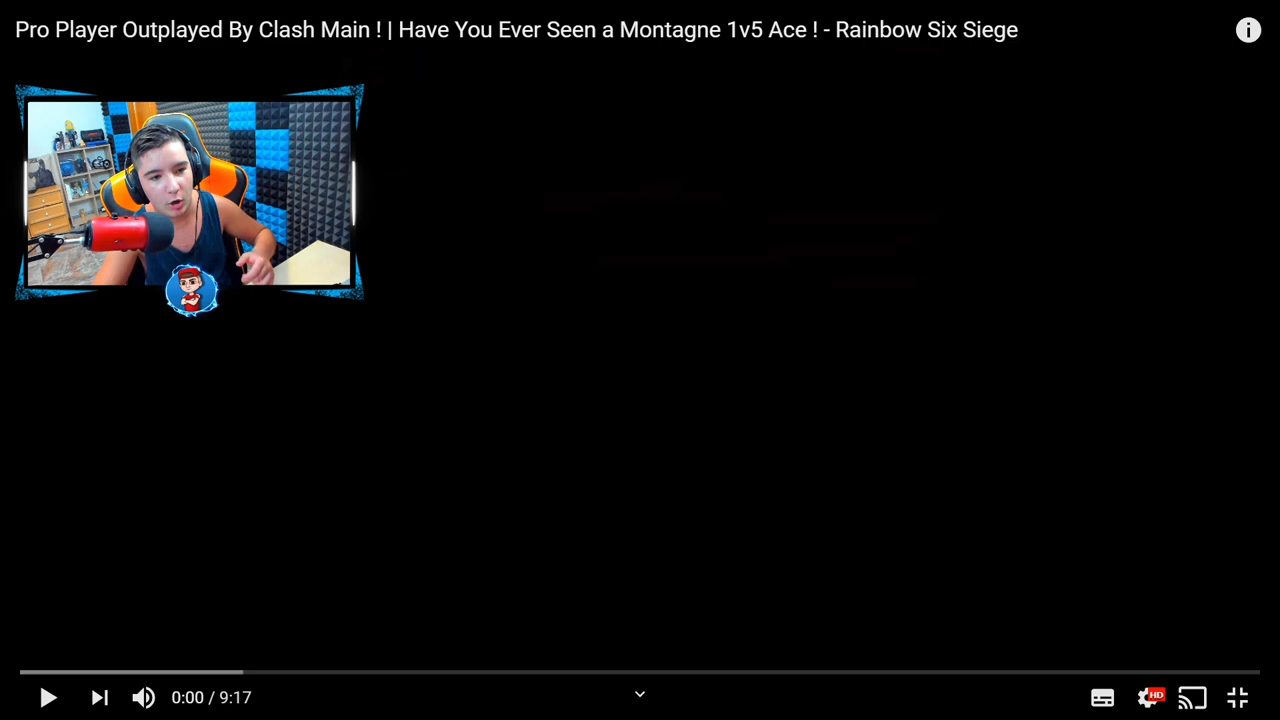 Pro Player Outplayed By Clash Main ! | Have You Ever Seen a Montagne 1v5 Ace ! - Rainbow Six Siege
0:00 / 9:17
HD